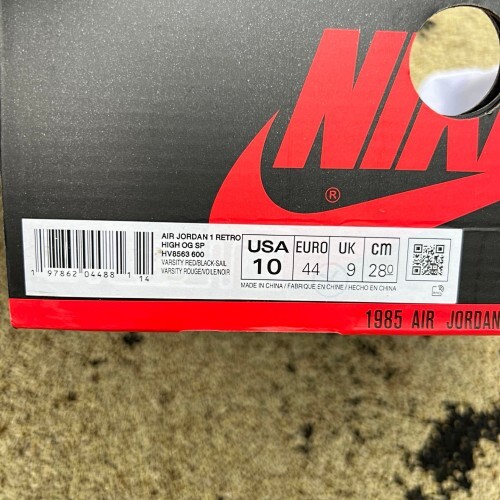 NIKE
®
AIR JORDAN 1 RETRO
HIGH OG SP
HV8563 600
VARSITY RED/BLACK-SAIL
VARSITY ROUGE/VOILE/NOIR
1 97862 04488 1 14
USA
10
EURO
44
UK
9
cm
28
MADE IN CHINA / FABRIQUE EN CHINE / HECHO EN CHINA
1985 AIR JORDAN